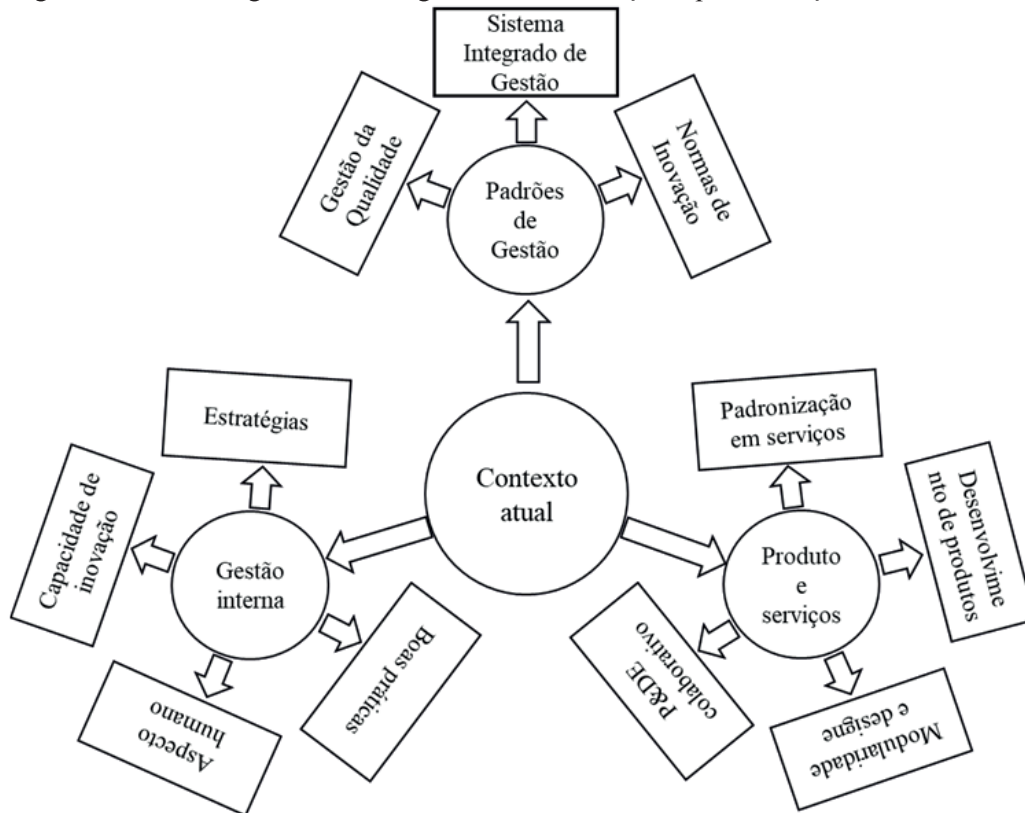 Sistema
Integrado de
Gestão
Gestão da
Qualidade
Normas de
Inovação
Padrões
de
Gestão
Estratégias
Padronização
em serviços
Capacidade de
inovação
Contexto
atual
Desenvolvime
nto de produtos
Gestão
interna
Produto
e
serviços
Boas práticas
P&DE
colaborativo
Aspecto
humano
Modularidade
e designe